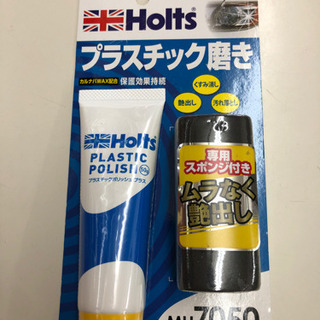 Holts
プラスチック磨き
カルナバWAX配合 保護効果持続
くすみ消し
艶出し
汚れ落とし
Holts
PLASTIC
POLISH
プラスチックポリッシュ プラス
専用
スポンジ付き
ムラなく
艶出し